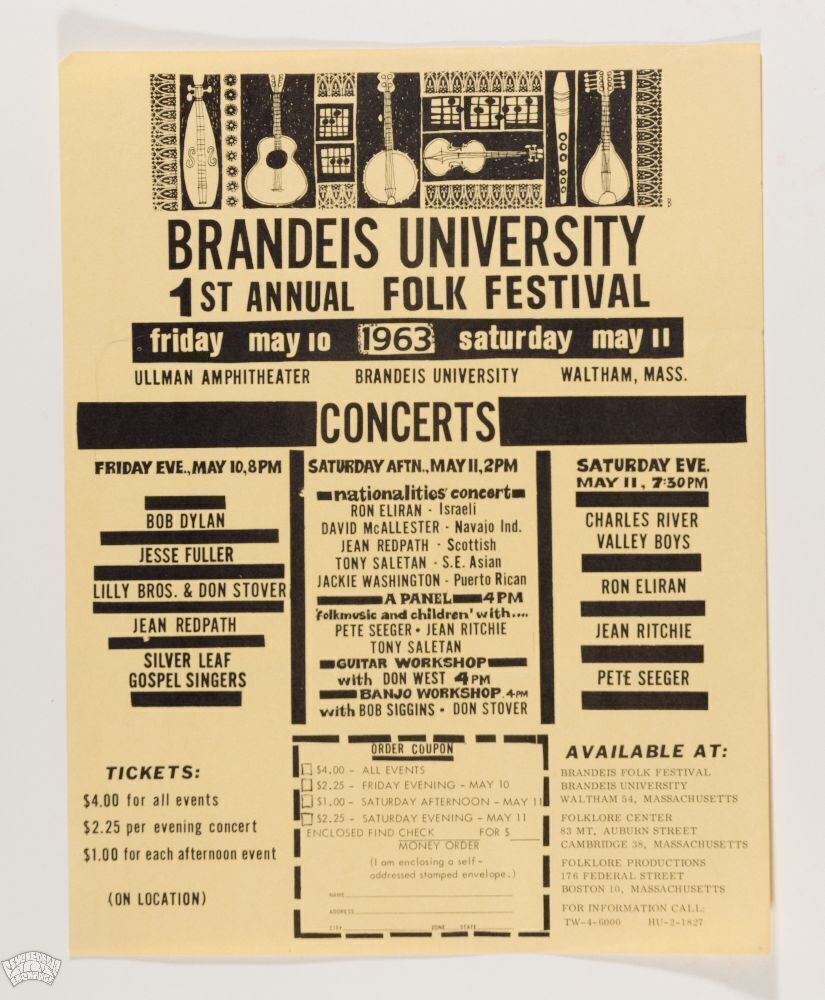 BRANDEIS UNIVERSITY
1ST ANNUAL FOLK FESTIVAL
friday may 10 1963 saturday may 11
ULLMAN AMPHITHEATER BRANDEIS UNIVERSITY WALTHAM, MASS.
CONCERTS
FRIDAY EVE., MAY 10, 8PM
BOB DYLAN
JESSE FULLER
LILLY BROS. & DON STOVER
JEAN REDPATH
SILVER LEAF
GOSPEL SINGERS
SATURDAY AFTN., MAY 11, 2PM
nationalities' concert
RON ELIRAN - Israeli
DAVID McALLESTER - Navajo Ind.
JEAN REDPATH - Scottish
TONY SALETAN - S.E. Asian
JACKIE WASHINGTON - Puerto Rican
A PANEL 4PM
'folkmusic and children' with....
PETE SEEGER • JEAN RITCHIE
TONY SALETAN
GUITAR WORKSHOP
with DON WEST 4PM
BANJO WORKSHOP 4PM
with BOB SIGGINS • DON STOVER
SATURDAY EVE.
MAY 11, 7:30PM
CHARLES RIVER
VALLEY BOYS
RON ELIRAN
JEAN RITCHIE
PETE SEEGER
TICKETS:
$4.00 for all events
$2.25 per evening concert
$1.00 for each afternoon event
(ON LOCATION)
ORDER COUPON
$4.00 - ALL EVENTS
$2.25 - FRIDAY EVENING - MAY 10
$1.00 - SATURDAY AFTERNOON - MAY 11
$2.25 - SATURDAY EVENING - MAY 11
ENCLOSED FIND CHECK FOR $
MONEY ORDER
(I am enclosing a self-
addressed stamped envelope.)
NAME
ADDRESS
CITY ZONE STATE
AVAILABLE AT:
BRANDEIS FOLK FESTIVAL
BRANDEIS UNIVERSITY
WALTHAM 54, MASSACHUSETTS
FOLKLORE CENTER
83 MT. AUBURN STREET
CAMBRIDGE 38, MASSACHUSETTS
FOLKLORE PRODUCTIONS
176 FEDERAL STREET
BOSTON 10, MASSACHUSETTS
FOR INFORMATION CALL:
TW-4-6000 HU-2-1827